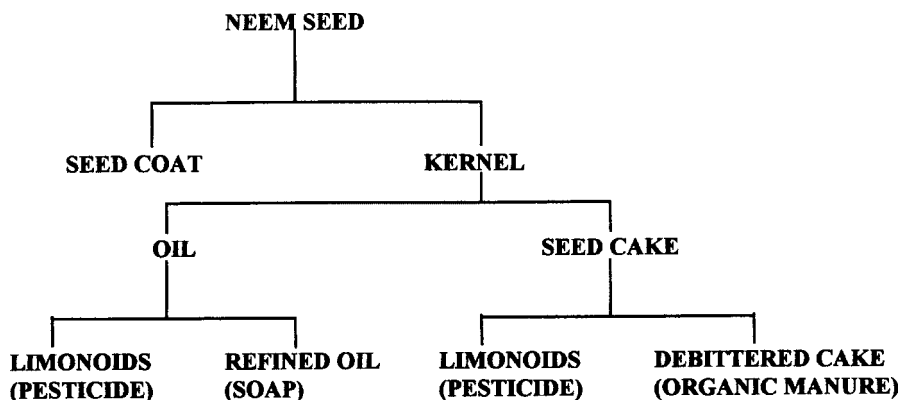 NEEM SEED
SEED COAT
KERNEL
OIL
SEED CAKE
LIMONOIDS
(PESTICIDE)
REFINED OIL
(SOAP)
LIMONOIDS
(PESTICIDE)
DEBITTERED CAKE
(ORGANIC MANURE)